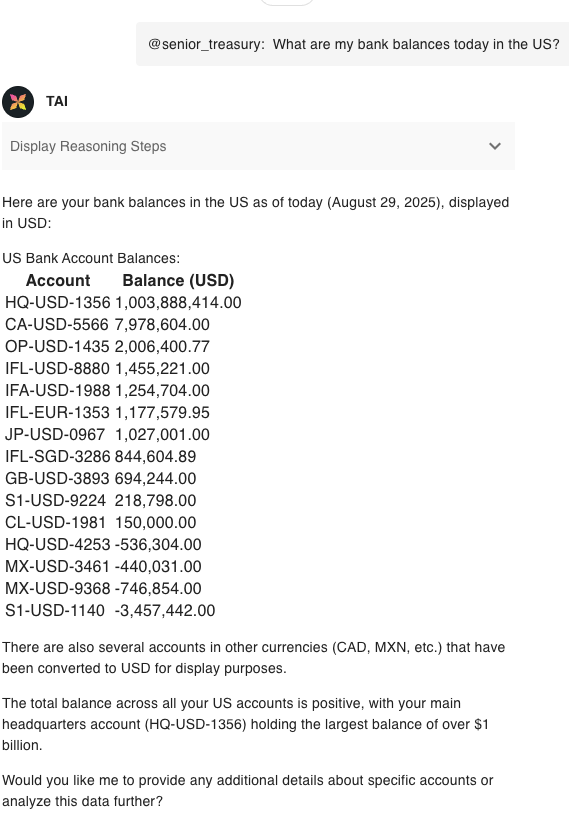 @senior_treasury: What are my bank balances today in the US?
TAI
Display Reasoning Steps
Here are your bank balances in the US as of today (August 29, 2025), displayed
in USD:
US Bank Account Balances:
Account Balance (USD)
HQ-USD-1356 1,003,888,414.00
CA-USD-5566 7,978,604.00
OP-USD-1435 2,006,400.77
IFL-USD-8880 1,455,221.00
IFA-USD-1988 1,254,704.00
IFL-EUR-1353 1,177,579.95
JP-USD-0967 1,027,001.00
IFL-SGD-3286 844,604.89
GB-USD-3893 694,244.00
S1-USD-9224 218,798.00
CL-USD-1981 150,000.00
HQ-USD-4253 -536,304.00
MX-USD-3461 -440,031.00
MX-USD-9368 -746,854.00
S1-USD-1140 -3,457,442.00
There are also several accounts in other currencies (CAD, MXN, etc.) that have
been converted to USD for display purposes.
The total balance across all your US accounts is positive, with your main
headquarters account (HQ-USD-1356) holding the largest balance of over $1
billion.
Would you like me to provide any additional details about specific accounts or
analyze this data further?